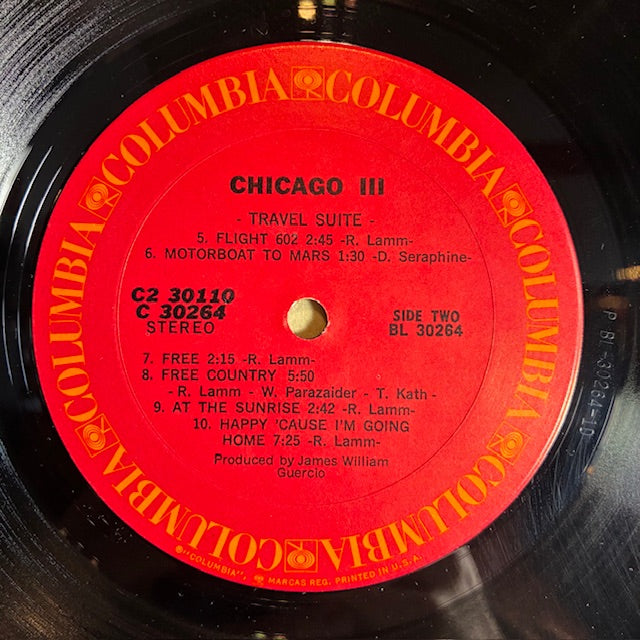 COLUMBIA COLUMBIA COLUMBIA COLUMBIA COLUMBIA COLUMBIA
CHICAGO III
- TRAVEL SUITE -
5. FLIGHT 602 2:45 -R. Lamm-
6. MOTORBOAT TO MARS 1:30 -D. Seraphine-
C2 30110
C 30264
STEREO
SIDE TWO
BL 30264
7. FREE 2:15 -R. Lamm-
8. FREE COUNTRY 5:50
-R. Lamm - W. Parazaider - T. Kath-
9. AT THE SUNRISE 2:42 -R. Lamm-
10. HAPPY 'CAUSE I'M GOING
HOME 7:25 -R. Lamm-
Produced by James William
Guercio
"COLUMBIA", MARCAS REG. PRINTED IN U.S.A.
P BL-30264-1D